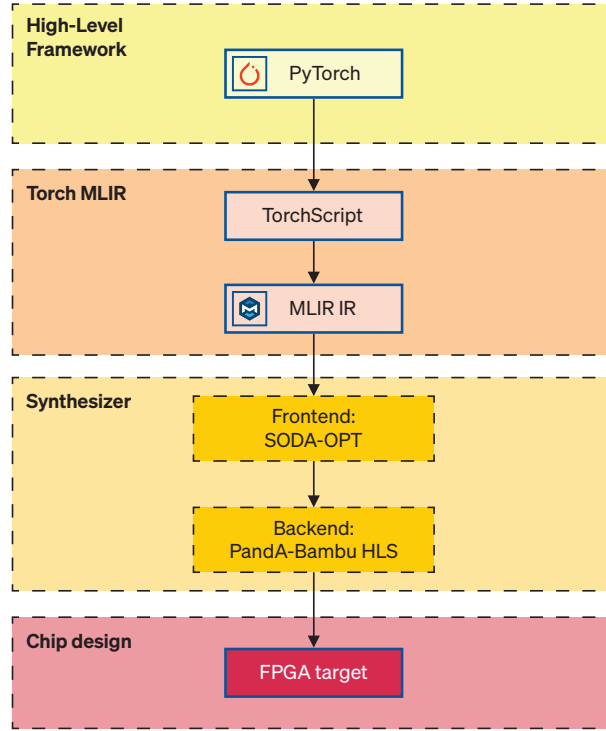 High-Level
Framework
PyTorch
Torch MLIR
TorchScript
MLIR IR
Synthesizer
Frontend:
SODA-OPT
Backend:
PandA-Bambu HLS
Chip design
FPGA target